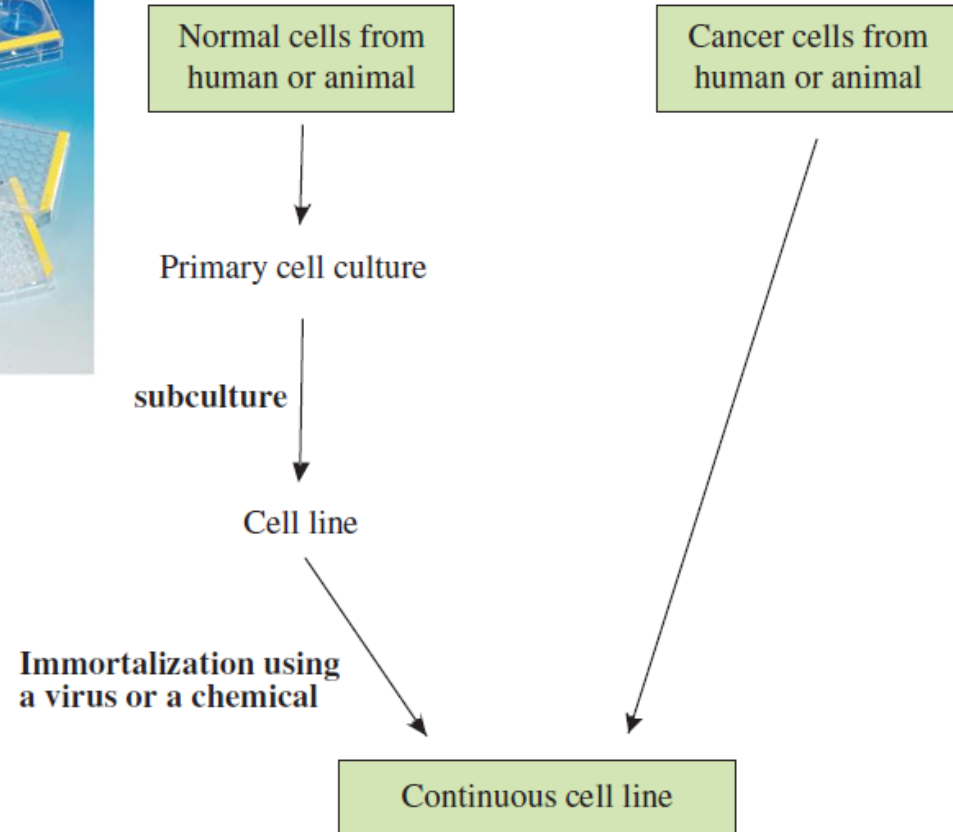 Normal cells from
human or animal
Cancer cells from
human or animal
Primary cell culture
subculture
Cell line
Immortalization using
a virus or a chemical
Continuous cell line